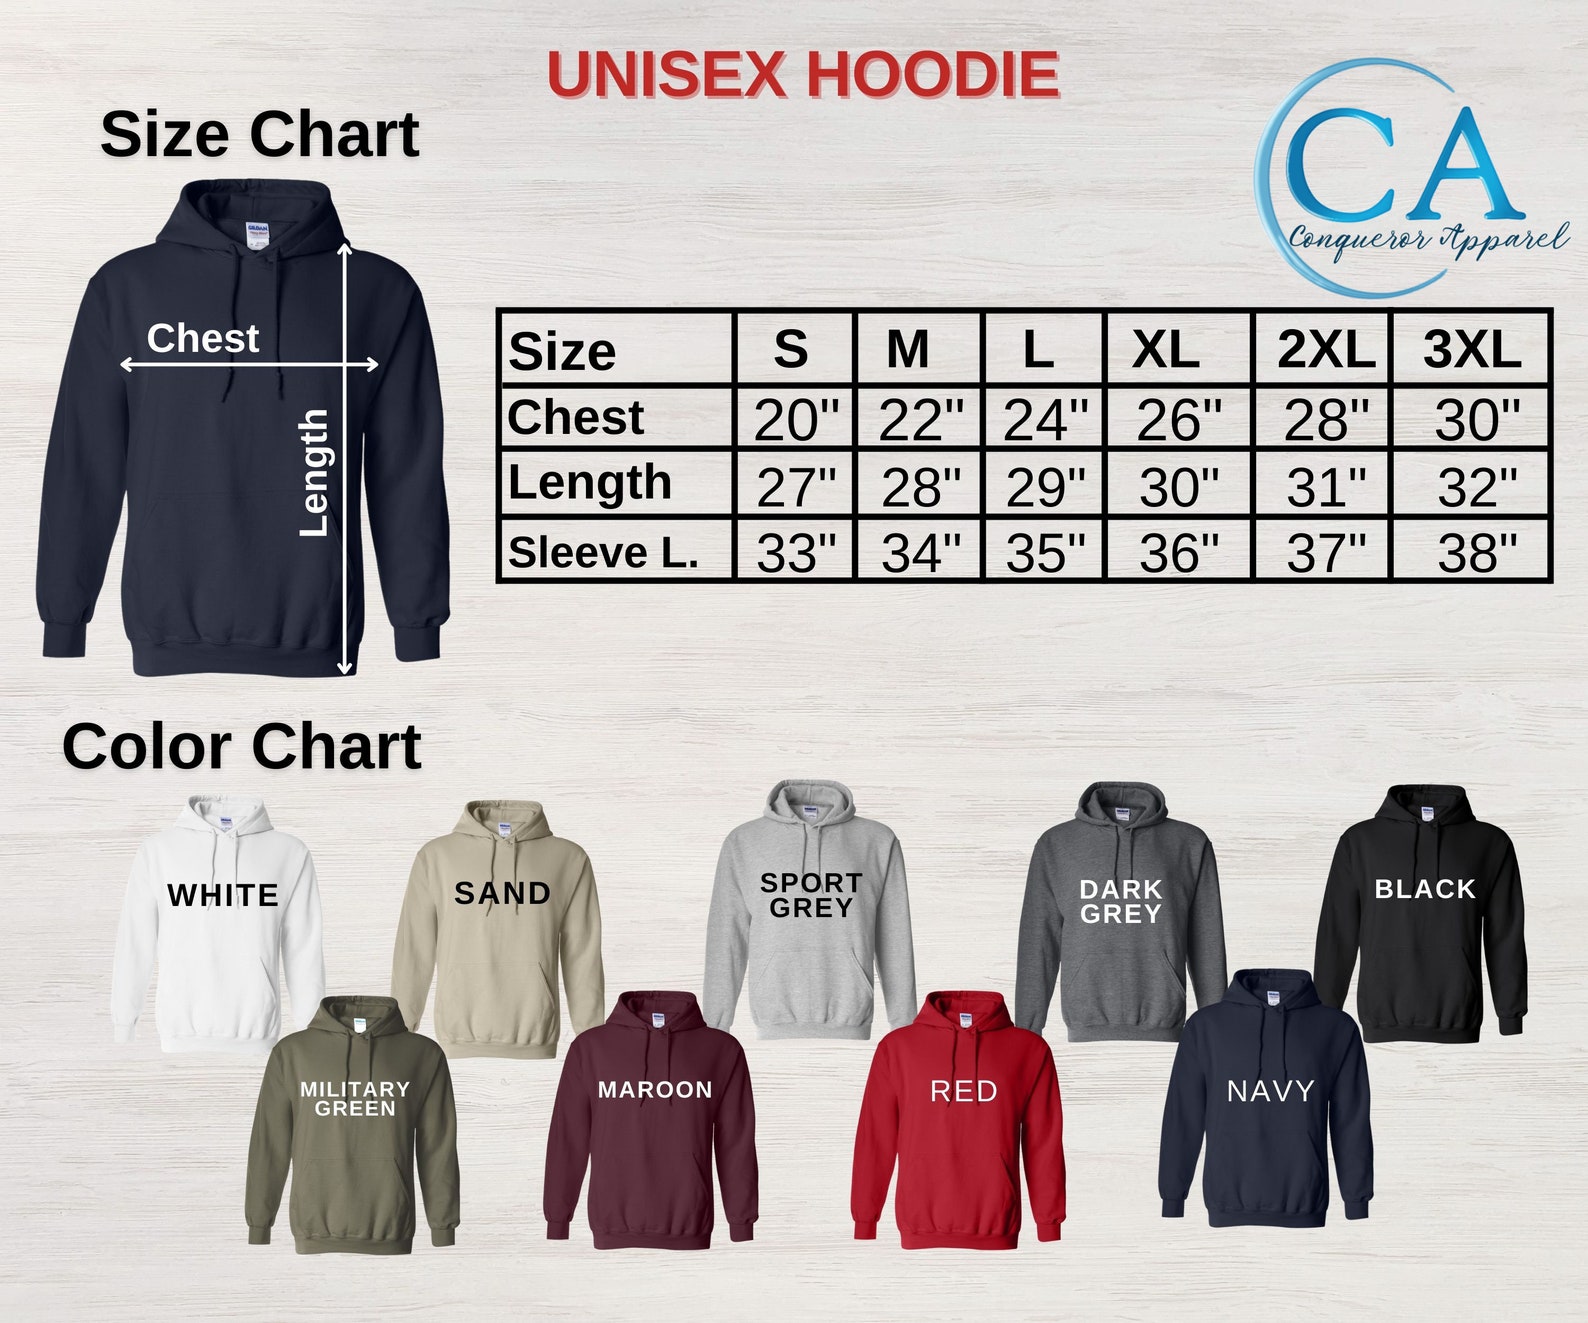 UNISEX HOODIE
Size Chart
CA
Conqueror Apparel
GILDAN
Chest
Length
Size S M L XL 2XL 3XL
Chest 20" 22" 24" 26" 28" 30"
Length 27" 28" 29" 30" 31" 32"
Sleeve L. 33" 34" 35" 36" 37" 38"
Color Chart
WHITE
SAND
SPORT
GREY
DARK
GREY
BLACK
MILITARY
GREEN
MAROON
RED
NAVY